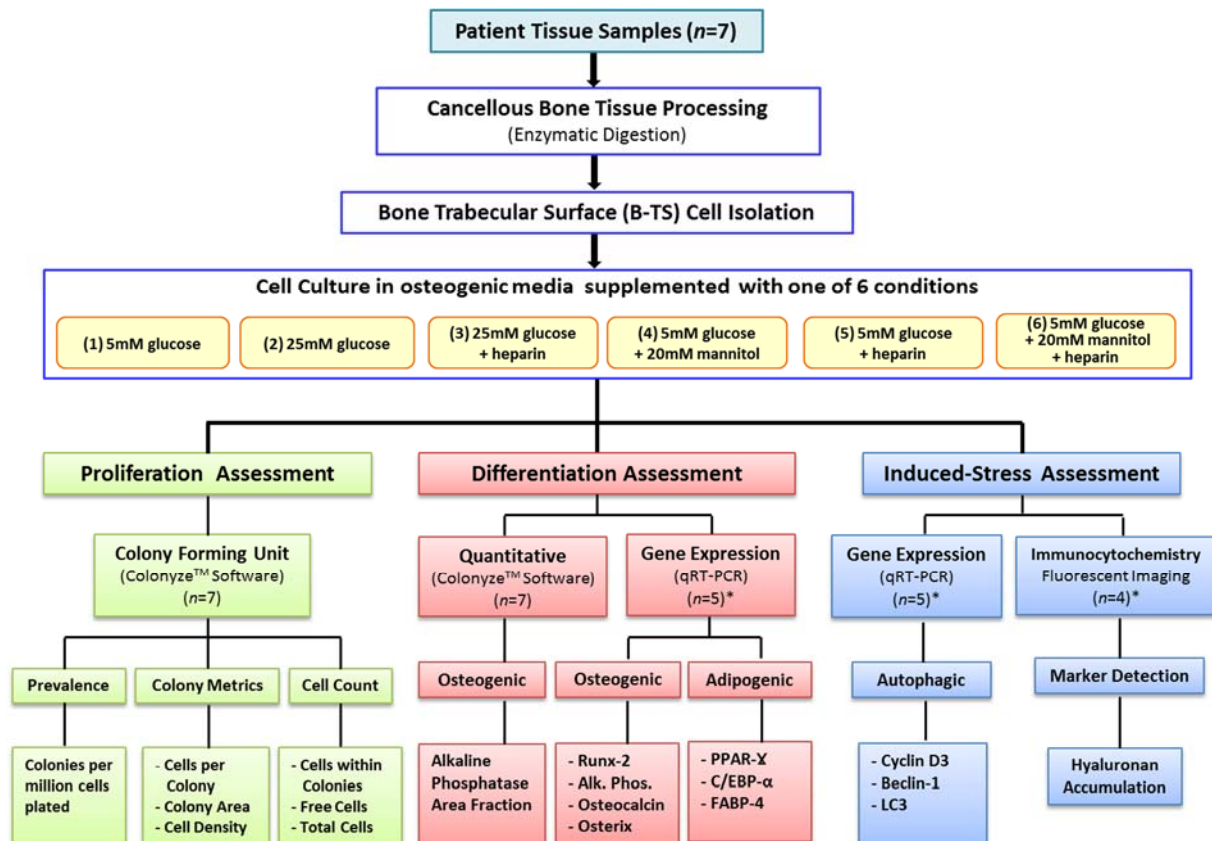 Patient Tissue Samples (n=7)
Cancellous Bone Tissue Processing
(Enzymatic Digestion)
Bone Trabecular Surface (B-TS) Cell Isolation
Cell Culture in osteogenic media supplemented with one of 6 conditions
(1) 5mM glucose
(2) 25mM glucose
(3) 25mM glucose
+ heparin
(4) 5mM glucose
+ 20mM mannitol
(5) 5mM glucose
+ heparin
(6) 5mM glucose
+ 20mM mannitol
+ heparin
Proliferation Assessment
Colony Forming Unit
(Colonyze™ Software)
(n=7)
Prevalence
Colonies per
million cells
plated
Colony Metrics
- Cells per
Colony
- Colony Area
- Cell Density
Cell Count
- Cells within
Colonies
- Free Cells
- Total Cells
Differentiation Assessment
Quantitative
(Colonyze™ Software)
(n=7)
Osteogenic
Alkaline
Phosphatase
Area Fraction
Gene Expression
(qRT-PCR)
(n=5)*
Osteogenic
- Runx-2
- Alk. Phos.
- Osteocalcin
- Osterix
Adipogenic
- PPAR-Ɣ
- C/EBP-α
- FABP-4
Induced-Stress Assessment
Gene Expression
(qRT-PCR)
(n=5)*
Autophagic
- Cyclin D3
- Beclin-1
- LC3
Immunocytochemistry
Fluorescent Imaging
(n=4)*
Marker Detection
Hyaluronan
Accumulation